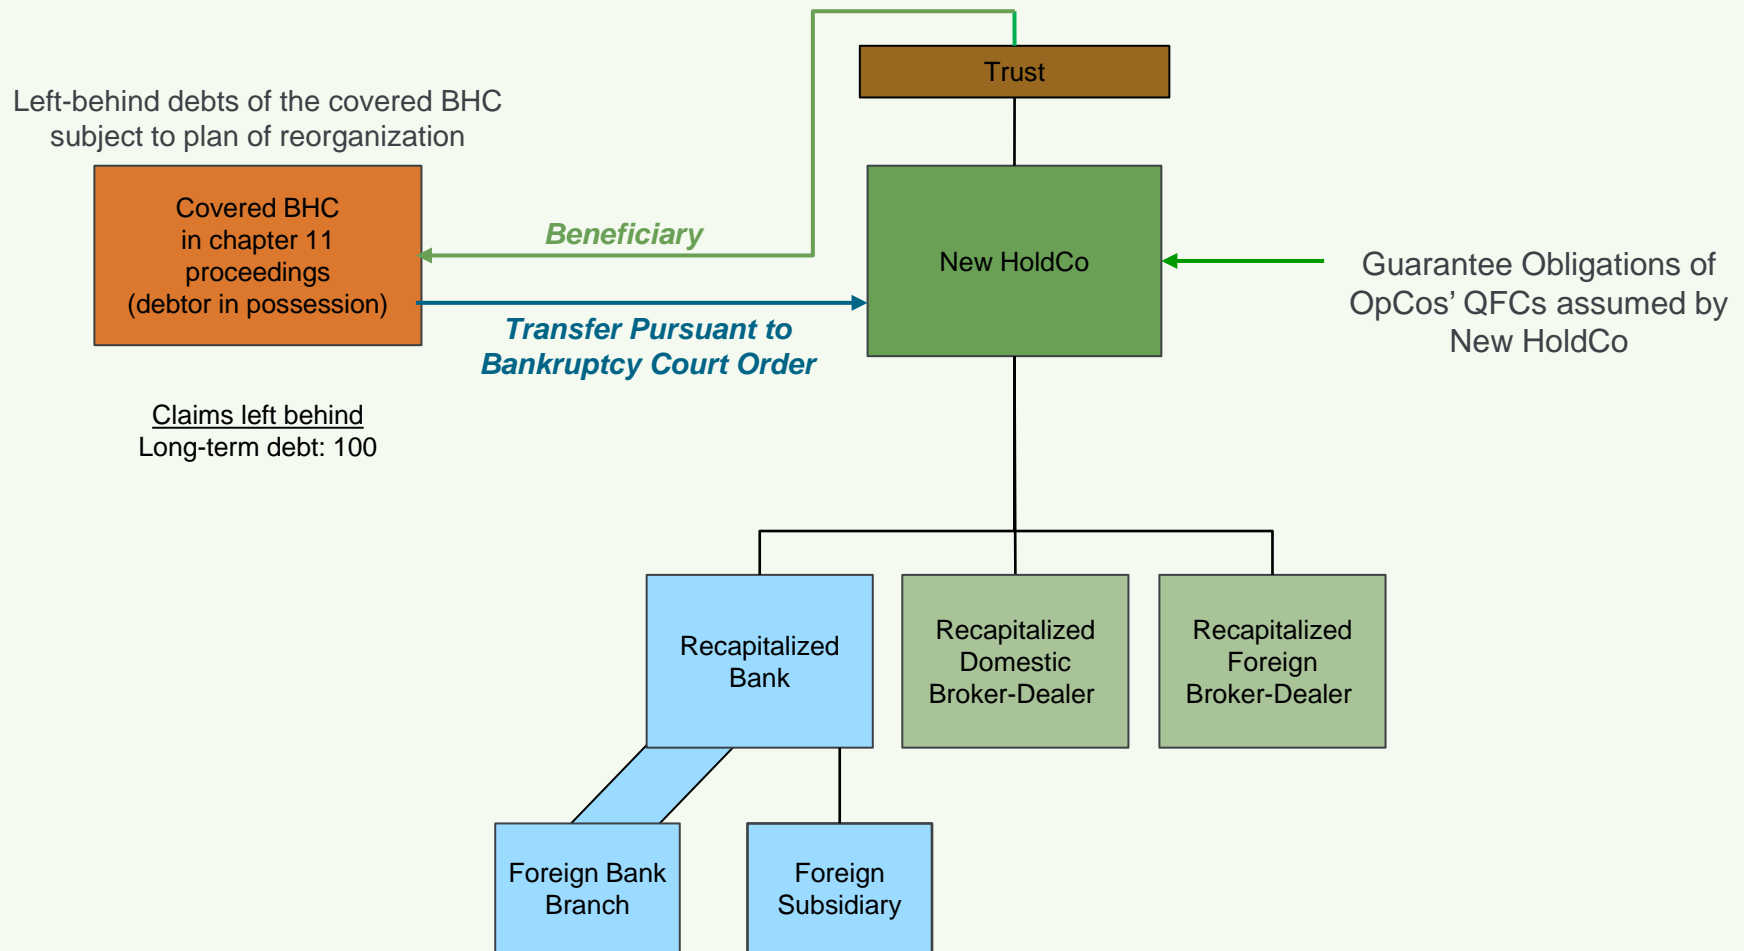 Trust
Left-behind debts of the covered BHC
subject to plan of reorganization
Covered BHC
in chapter 11
proceedings
(debtor in possession)
Beneficiary
New HoldCo
Guarantee Obligations of
OpCos’ QFCs assumed by
New HoldCo
Transfer Pursuant to
Bankruptcy Court Order
Claims left behind
Long-term debt: 100
Recapitalized
Bank
Recapitalized
Domestic
Broker-Dealer
Recapitalized
Foreign
Broker-Dealer
Foreign Bank
Branch
Foreign
Subsidiary